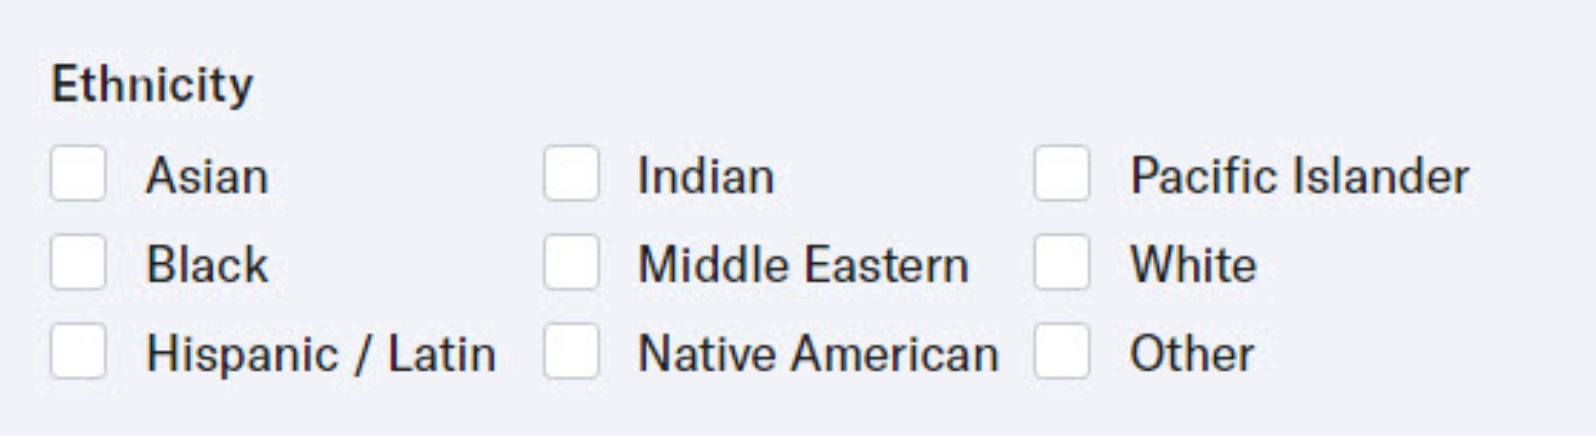 Ethnicity
Asian Indian Pacific Islander
Black Middle Eastern White
Hispanic / Latin Native American Other